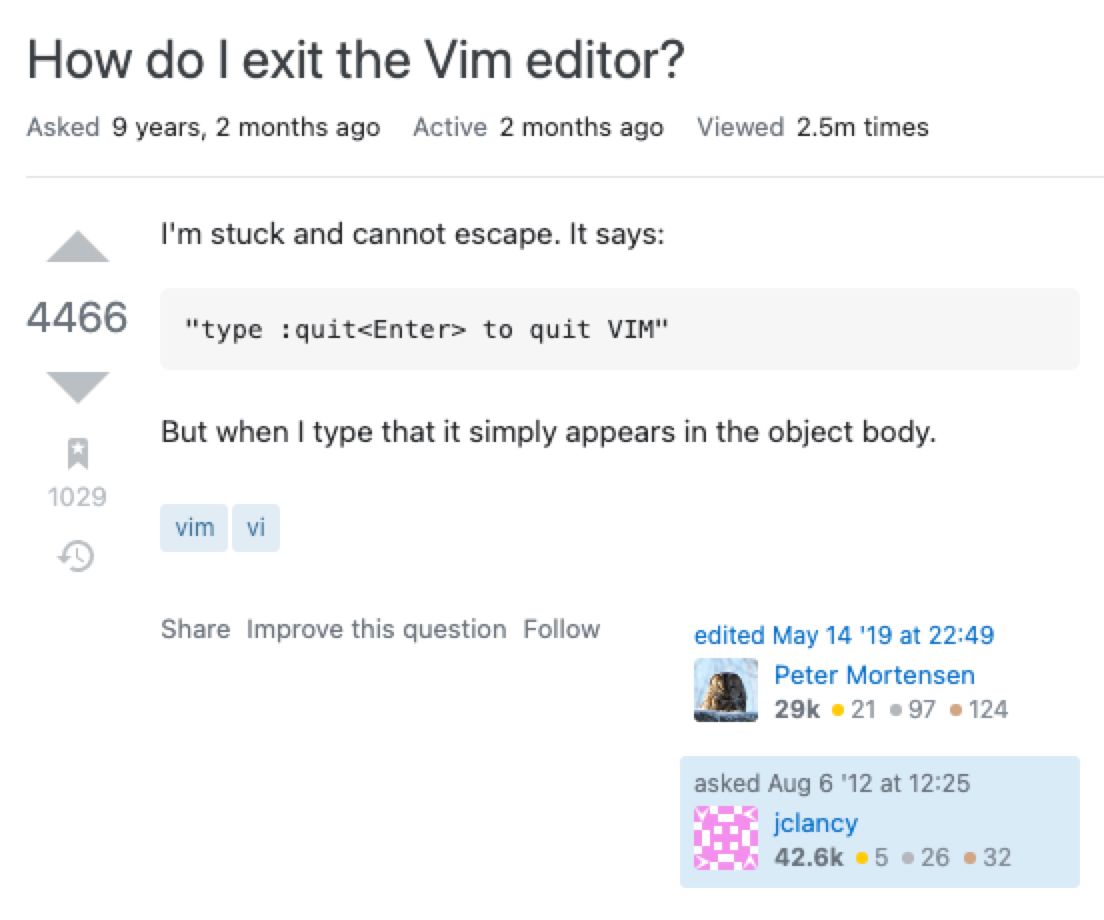 How do I exit the Vim editor?
Asked 9 years, 2 months ago Active 2 months ago Viewed 2.5m times
I'm stuck and cannot escape. It says:
4466
"type :quit<Enter> to quit VIM"
But when I type that it simply appears in the object body.
1029
vim vi
Share Improve this question Follow
edited May 14 '19 at 22:49
Peter Mortensen
29k 21 97 124
asked Aug 6 '12 at 12:25
jclancy
42.6k 5 26 32